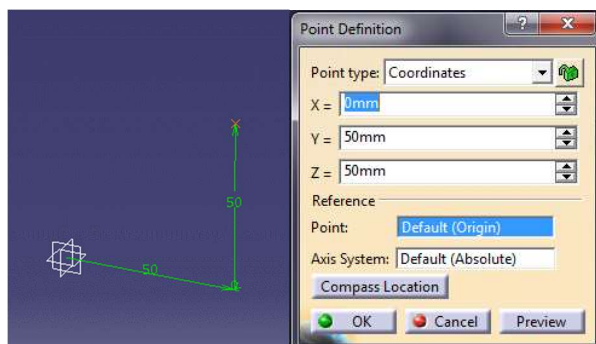 Point Definition
?
X
Point type: Coordinates
X = 0mm
Y = 50mm
Z = 50mm
Reference
Point: Default (Origin)
Axis System: Default (Absolute)
Compass Location
OK Cancel Preview
50
50
0